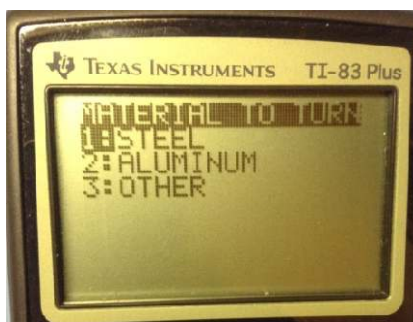 TEXAS INSTRUMENTS TI-83 Plus
MATERIAL TO TURN
1:STEEL
2:ALUMINUM
3:OTHER